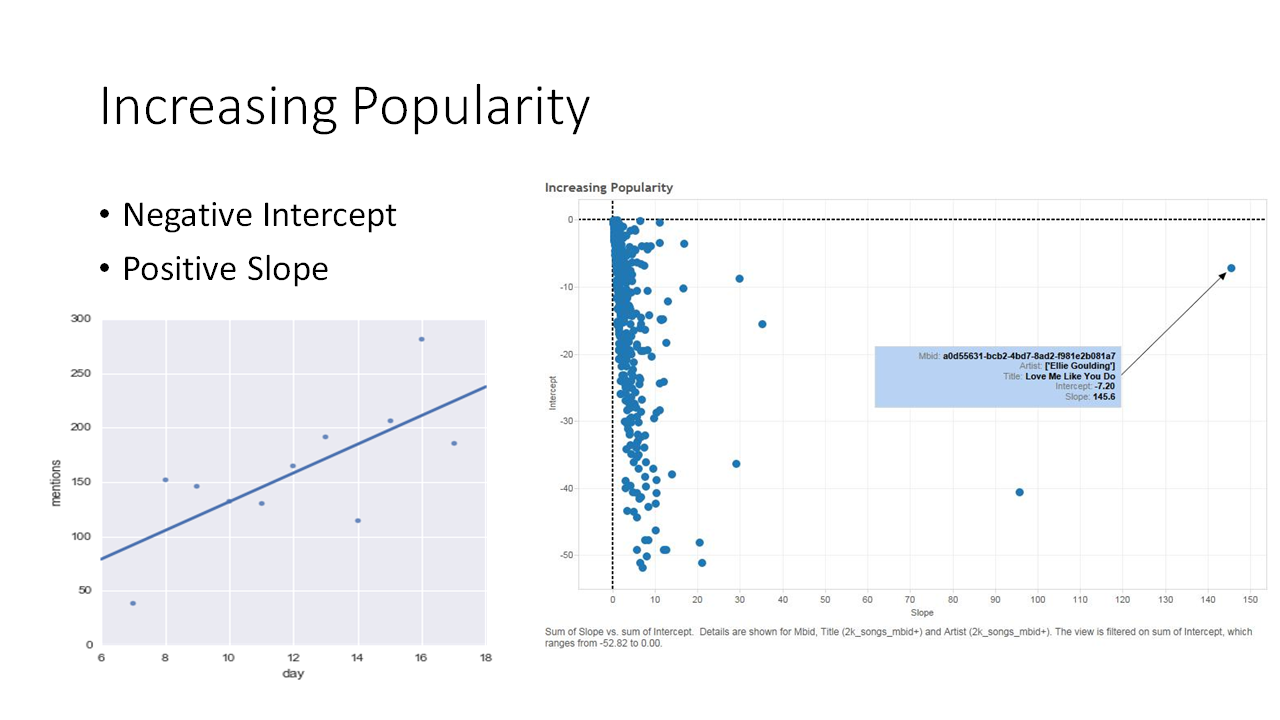 Increasing Popularity
• Negative Intercept
• Positive Slope
300
250
200
150
100
50
0
mentions
6 8 10 12 14 16 18
day
Increasing Popularity
0
-10
-20
-30
-40
-50
Intercept
Mbid: a0d55631-bcb2-4bd7-8ad2-f981e2b081a7
Artist: ['Ellie Goulding']
Title: Love Me Like You Do
Intercept: -7.20
Slope: 145.6
0 10 20 30 40 50 60 70 80 90 100 110 120 130 140 150
Slope
Sum of Slope vs. sum of Intercept. Details are shown for Mbid, Title (2k_songs_mbid+) and Artist (2k_songs_mbid+). The view is filtered on sum of Intercept, which
ranges from -52.82 to 0.00.